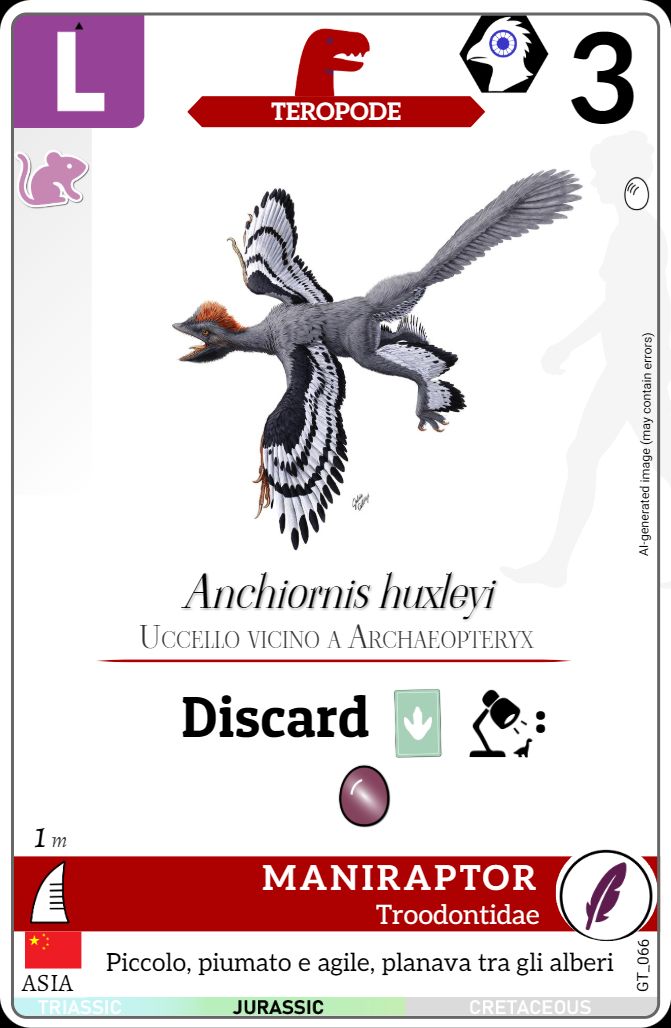 L
TEROPODE
3
AI-generated image (may contain errors)
Anchiornis huxleyi
Uccello vicino a Archaeopteryx
Discard
:
1 m
MANIRAPTOR
Troodontidae
ASIA
Piccolo, piumato e agile, planava tra gli alberi
GT_066
TRIASSIC
JURASSIC
CRETACEOUS